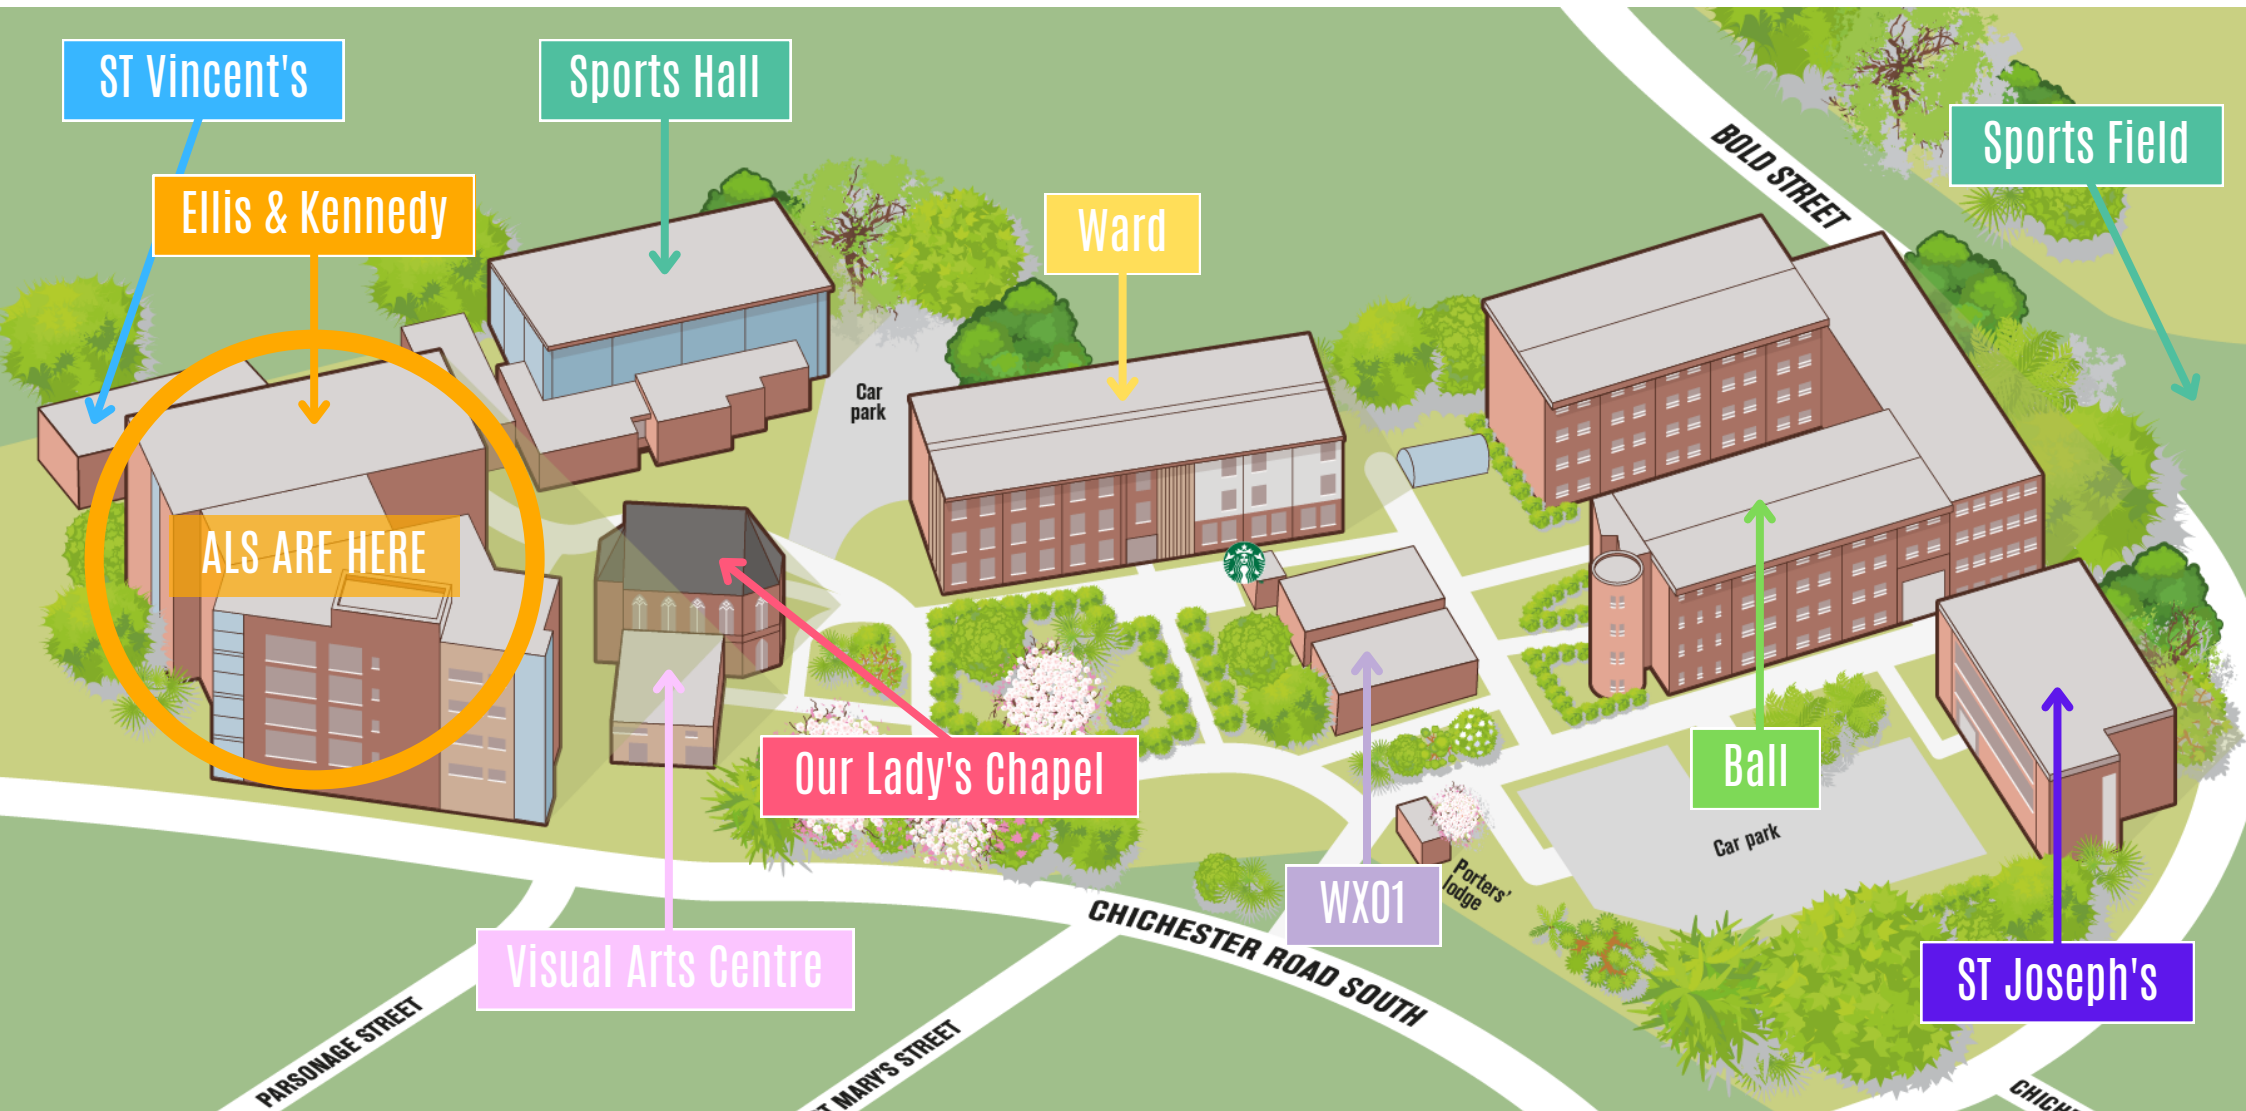 ST Vincent's
Sports Hall
Sports Field
BOLD STREET
Ellis & Kennedy
Ward
Car
park
ALS ARE HERE
Our Lady's Chapel
Ball
Car park
Porters'
lodge
WX01
CHICHESTER ROAD SOUTH
Visual Arts Centre
ST Joseph's
PARSONAGE STREET
T MARY'S STREET
CHICH